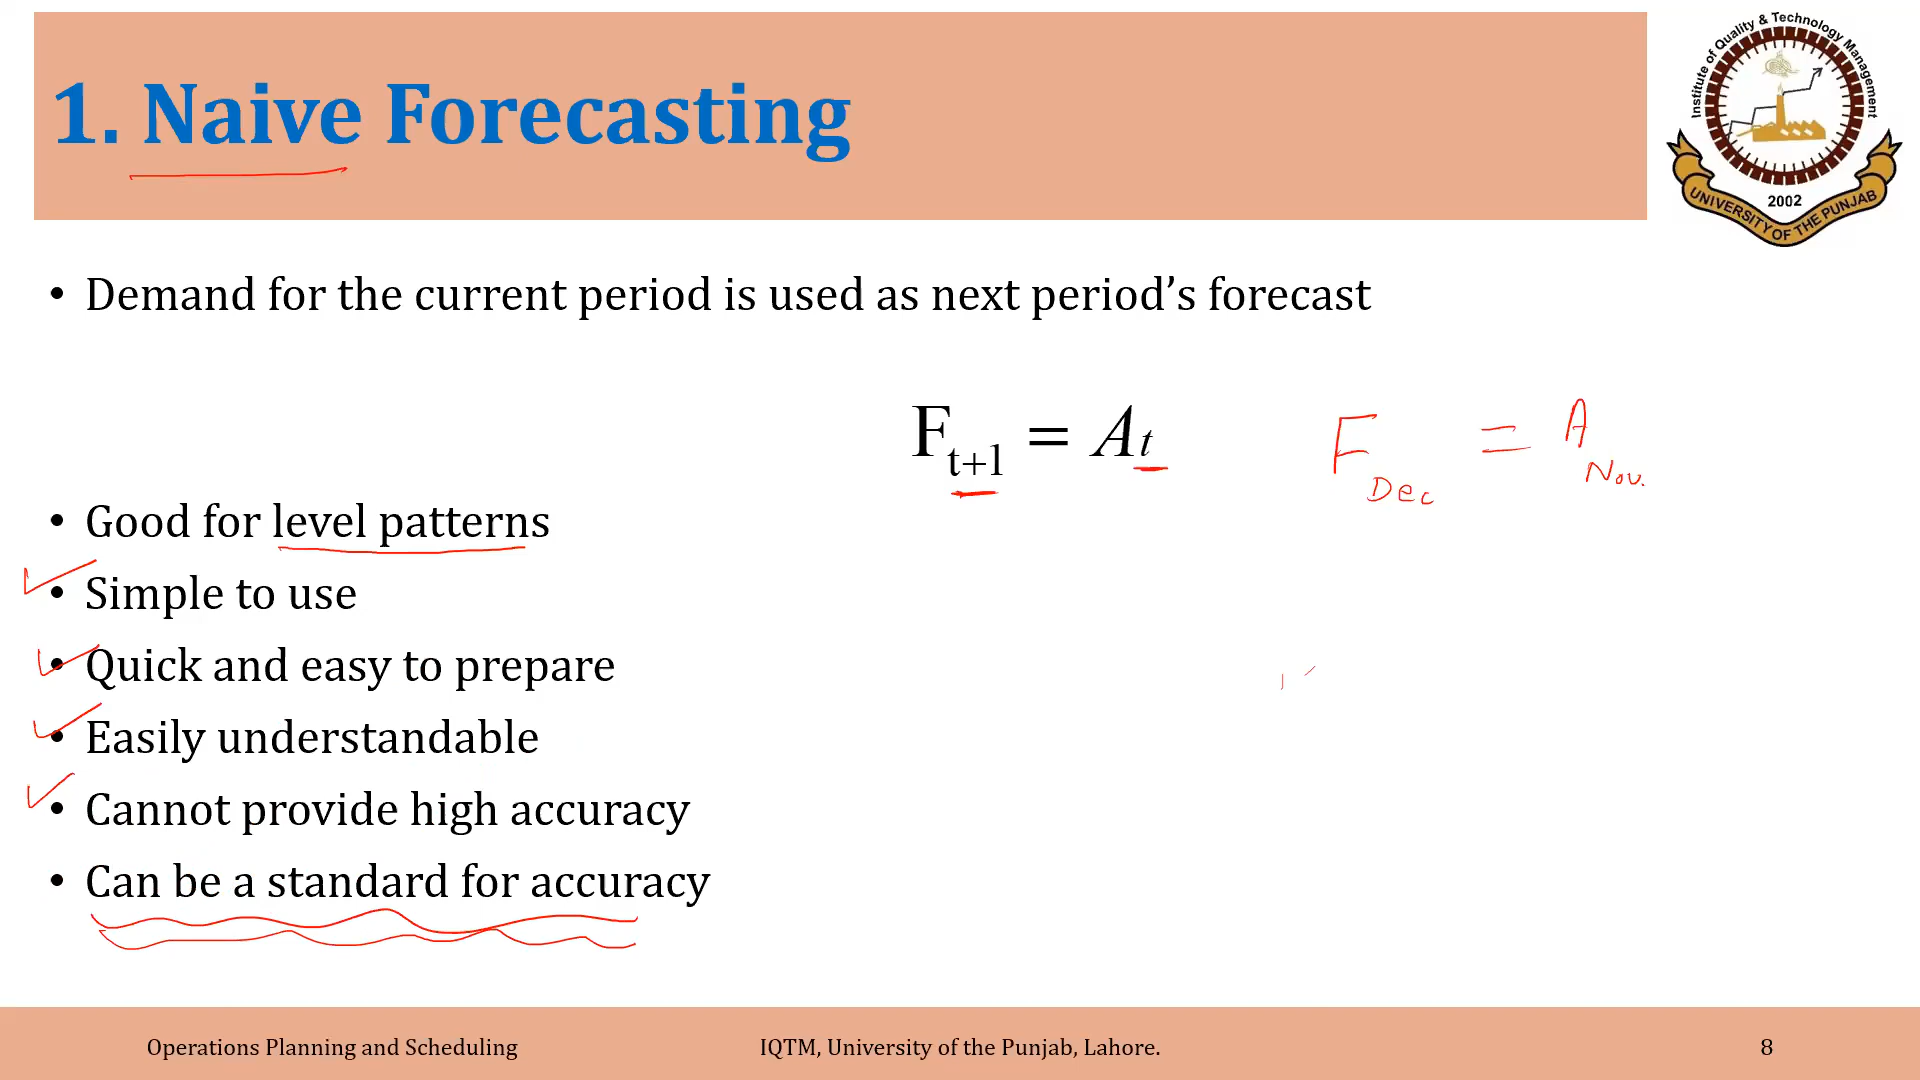 1. Naive Forecasting
Institute of Quality & Technology Management
2002
UNIVERSITY OF THE PUNJAB
• Demand for the current period is used as next period’s forecast
Fₜ₊₁ = Aₜ
F Dec = A Nov.
• Good for level patterns
• Simple to use
• Quick and easy to prepare
• Easily understandable
• Cannot provide high accuracy
• Can be a standard for accuracy
Operations Planning and Scheduling
IQTM, University of the Punjab, Lahore.
8